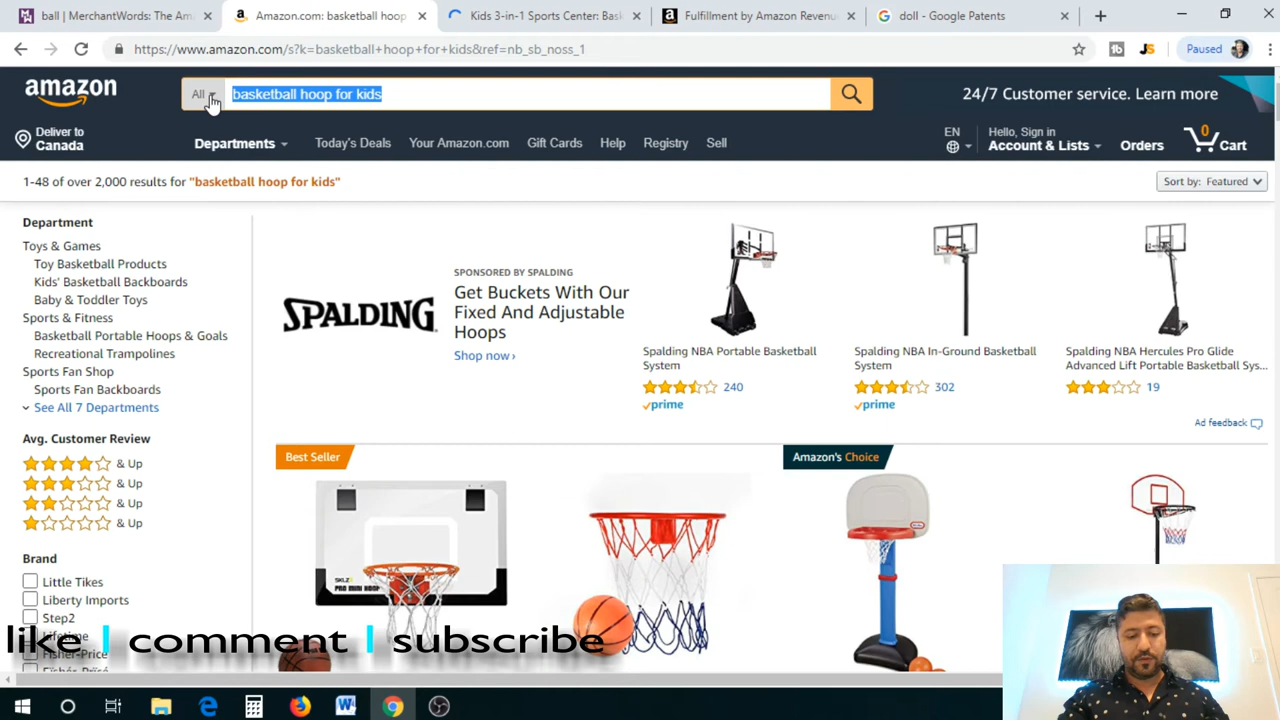 ball | MerchantWords: The Am
Amazon.com: basketball hoop
Kids 3-in-1 Sports Center: Bask
Fulfillment by Amazon Revenu
doll - Google Patents
https://www.amazon.com/s?k=basketball+hoop+for+kids&ref=nb_sb_noss_1
Paused
amazon
All
basketball hoop for kids
24/7 Customer service. Learn more
Deliver to
Canada
Departments
Today's Deals
Your Amazon.com
Gift Cards
Help
Registry
Sell
EN
Hello, Sign in
Account & Lists
Orders
0
Cart
1-48 of over 2,000 results for "basketball hoop for kids"
Sort by: Featured
Department
Toys & Games
Toy Basketball Products
Kids' Basketball Backboards
Baby & Toddler Toys
Sports & Fitness
Basketball Portable Hoops & Goals
Recreational Trampolines
Sports Fan Shop
Sports Fan Backboards
See All 7 Departments
Avg. Customer Review
& Up
& Up
& Up
& Up
Brand
Little Tikes
Liberty Imports
Step2
Lifetime
Fisher-Price
SPALDING
SPONSORED BY SPALDING
Get Buckets With Our
Fixed And Adjustable
Hoops
Shop now ›
Spalding NBA Portable Basketball
System
240
prime
Spalding NBA In-Ground Basketball
System
302
prime
Spalding NBA Hercules Pro Glide
Advanced Lift Portable Basketball Sys...
19
Ad feedback
Best Seller
Amazon's Choice
SKLZ
PRO MINI HOOP
like | comment | subscribe